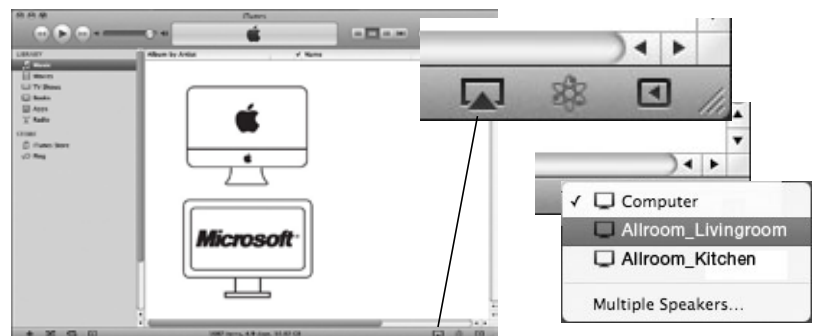 iTunes
LIBRARY
Music
Movies
TV Shows
Books
Apps
Radio
STORE
iTunes Store
Ping
Album by Artist
✓ Name
Microsoft
✓ Computer
Allroom_Livingroom
Allroom_Kitchen
Multiple Speakers...